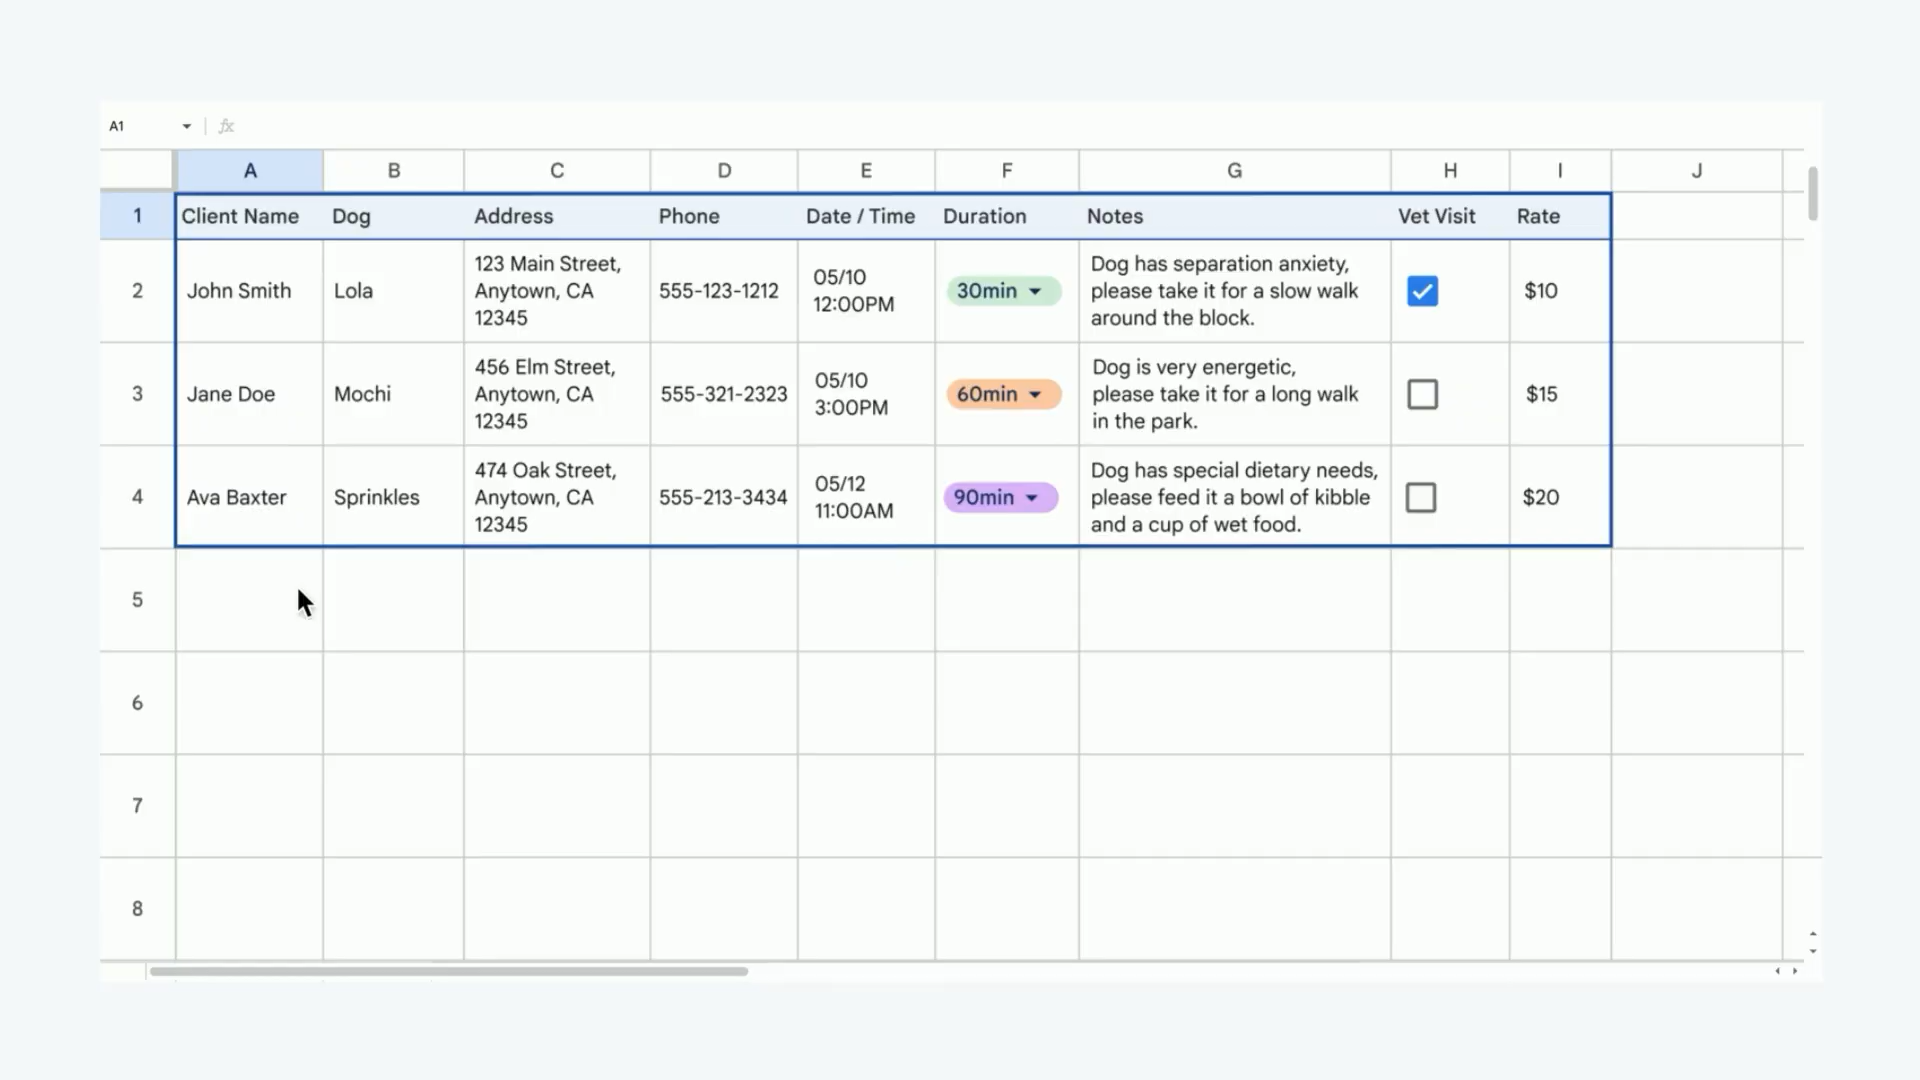 A1 fx
A B C D E F G H I J
1 Client Name Dog Address Phone Date / Time Duration Notes Vet Visit Rate
2 John Smith Lola
123 Main Street,
Anytown, CA
12345
555-123-1212
05/10
12:00PM
30min
Dog has separation anxiety,
please take it for a slow walk
around the block.
$10
3 Jane Doe Mochi
456 Elm Street,
Anytown, CA
12345
555-321-2323
05/10
3:00PM
60min
Dog is very energetic,
please take it for a long walk
in the park.
$15
4 Ava Baxter Sprinkles
474 Oak Street,
Anytown, CA
12345
555-213-3434
05/12
11:00AM
90min
Dog has special dietary needs,
please feed it a bowl of kibble
and a cup of wet food.
$20
5
6
7
8